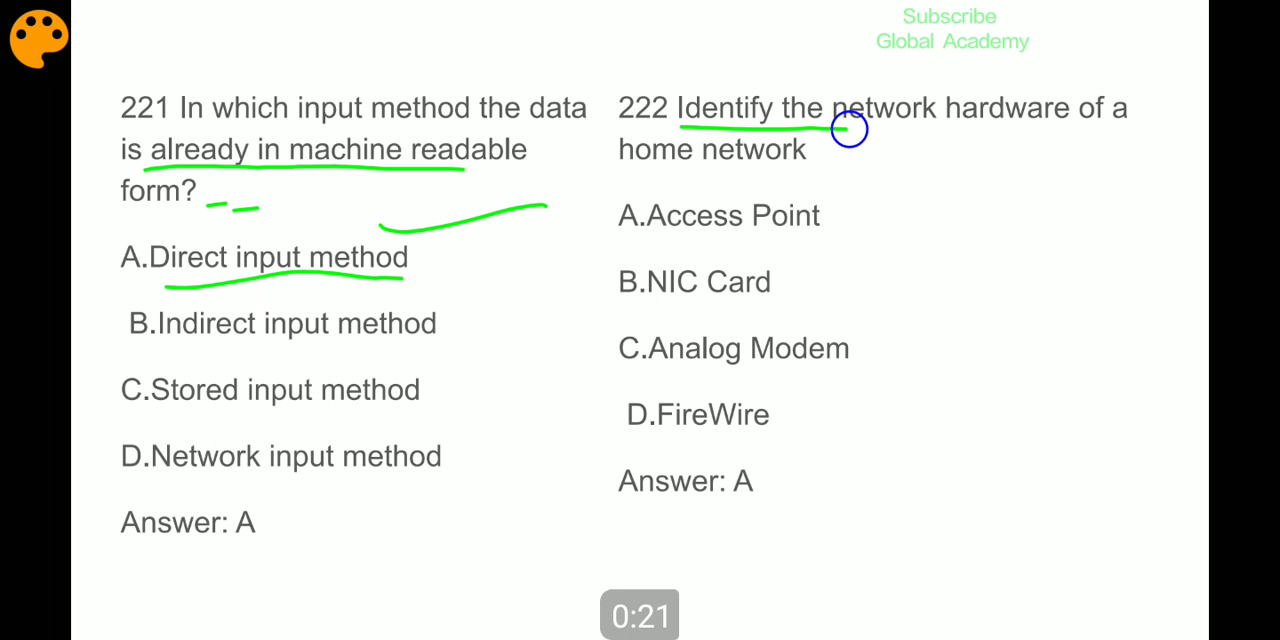 Subscribe
Global Academy
221 In which input method the data
is already in machine readable
form?
A.Direct input method
B.Indirect input method
C.Stored input method
D.Network input method
Answer: A
222 Identify the network hardware of a
home network
A.Access Point
B.NIC Card
C.Analog Modem
D.FireWire
Answer: A
0:21